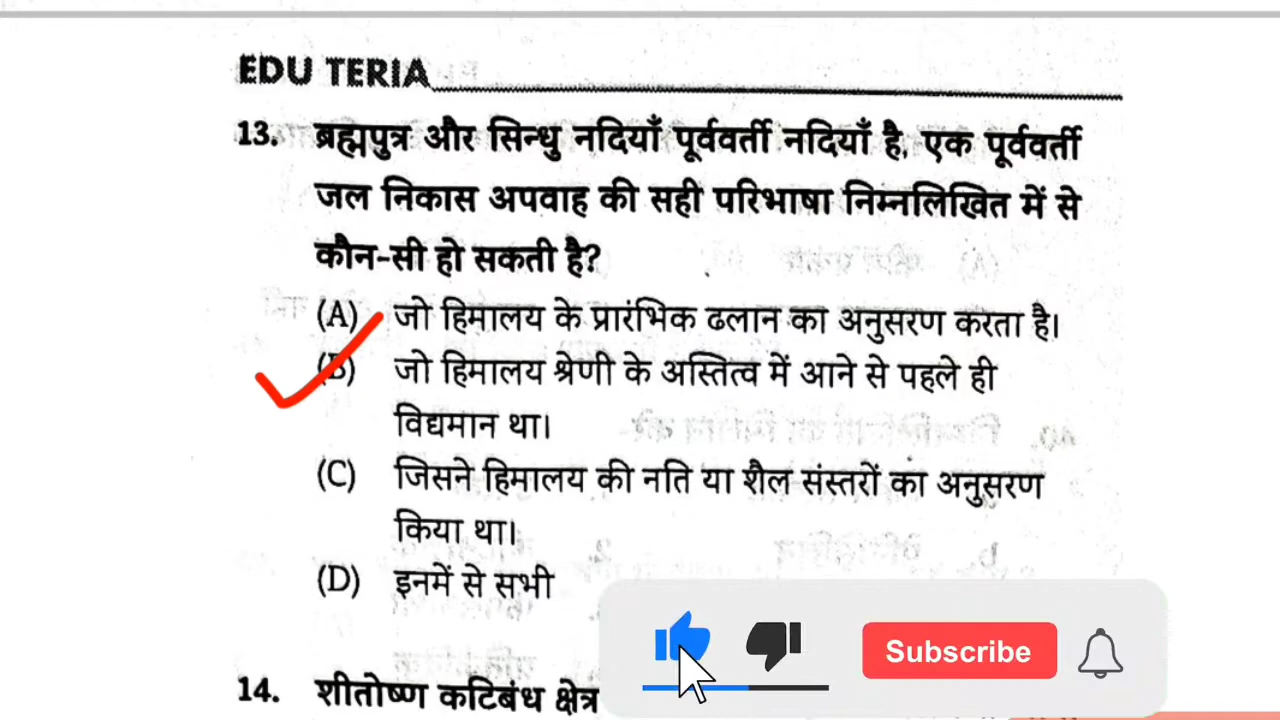 EDU TERIA
13. ब्रह्मपुत्र और सिन्धु नदियाँ पूर्ववर्ती नदियाँ है, एक पूर्ववर्ती
जल निकास अपवाह की सही परिभाषा निम्नलिखित में से
कौन-सी हो सकती है?
(A) जो हिमालय के प्रारंभिक ढलान का अनुसरण करता है।
(B) जो हिमालय श्रेणी के अस्तित्व में आने से पहले ही
विद्यमान था।
(C) जिसने हिमालय की नति या शैल संस्तरों का अनुसरण
किया था।
(D) इनमें से सभी
Subscribe
14. शीतोष्ण कटिबंध क्षेत्र